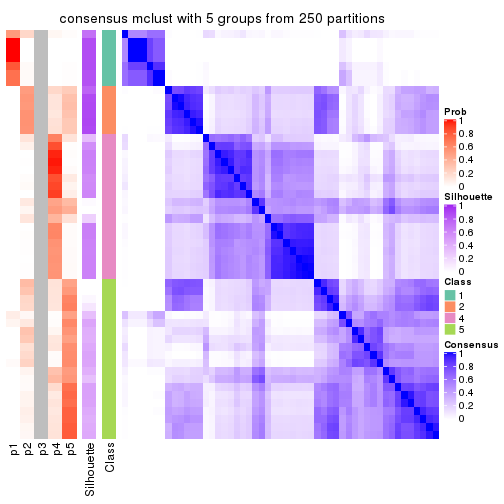 consensus mclust with 5 groups from 250 partitions
Prob
1
0.8
0.6
0.4
0.2
0
Silhouette
1
0.8
0.6
0.4
0.2
0
Class
1
2
4
5
Consensus
1
0.8
0.6
0.4
0.2
0
p1
p2
p3
p4
p5
Silhouette
Class